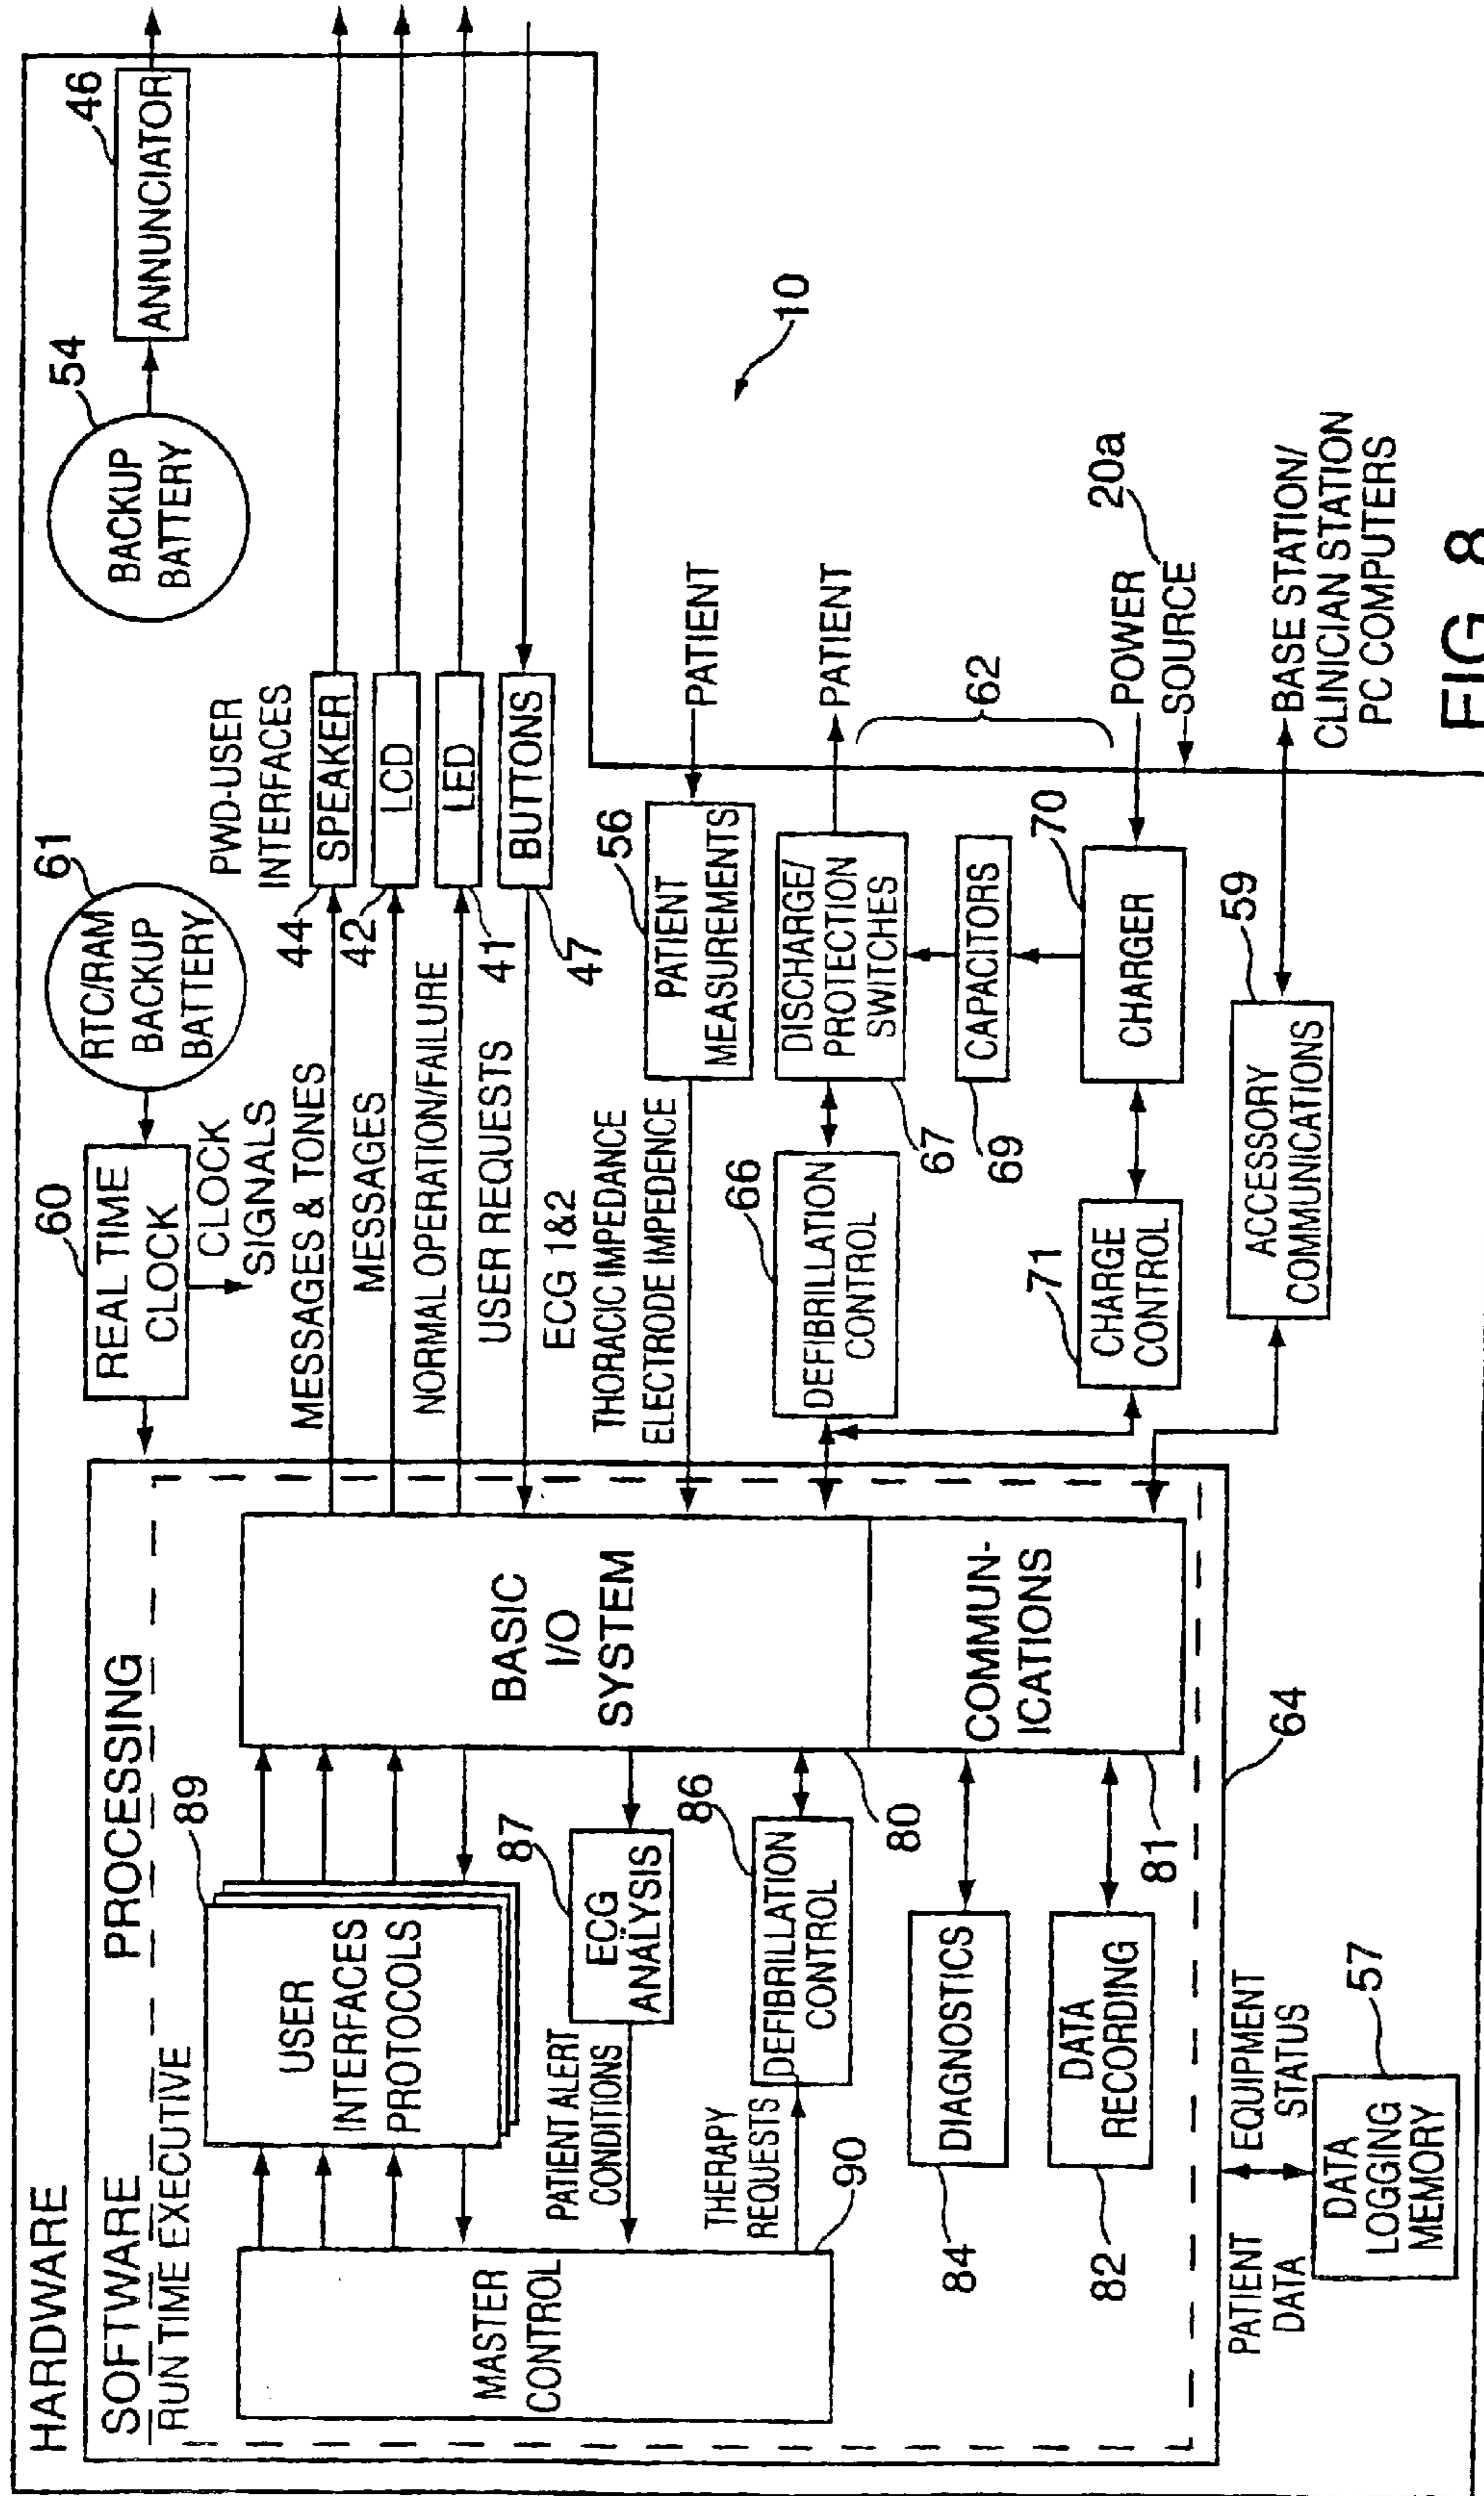 HARDWARE
SOFTWARE
PROCESSING
RUN TIME EXECUTIVE
MASTER
CONTROL
90
USER
INTERFACES
PROTOCOLS
89
PATIENT ALERT
CONDITIONS
ECG
ANALYSIS
87
THERAPY
REQUESTS
DEFIBRILLATION
CONTROL
86
DIAGNOSTICS
84
DATA
RECORDING
82
BASIC
I/O
SYSTEM
80
COMMUN-
ICATIONS
81
64
PATIENT
DATA
EQUIPMENT
STATUS
DATA
LOGGING
MEMORY
57
REAL TIME
CLOCK
60
CLOCK
SIGNALS
RTC/RAM
BACKUP
BATTERY
61
BACKUP
BATTERY
54
ANNUNCIATOR
46
PWD-USER
INTERFACES
MESSAGES & TONES
SPEAKER
44
MESSAGES
LCD
42
NORMAL OPERATION/FAILURE
LED
41
USER REQUESTS
BUTTONS
47
ECG 1&2
THORACIC IMPEDANCE
ELECTRODE IMPEDENCE
PATIENT
MEASUREMENTS
56
PATIENT
DEFIBRILLATION
CONTROL
66
DISCHARGE/
PROTECTION
SWITCHES
67
PATIENT
CAPACITORS
69
62
CHARGE
CONTROL
71
CHARGER
70
POWER
SOURCE
20a
ACCESSORY
COMMUNICATIONS
59
BASE STATION/
CLINICIAN STATION
PC COMPUTERS
10
FIG. 8